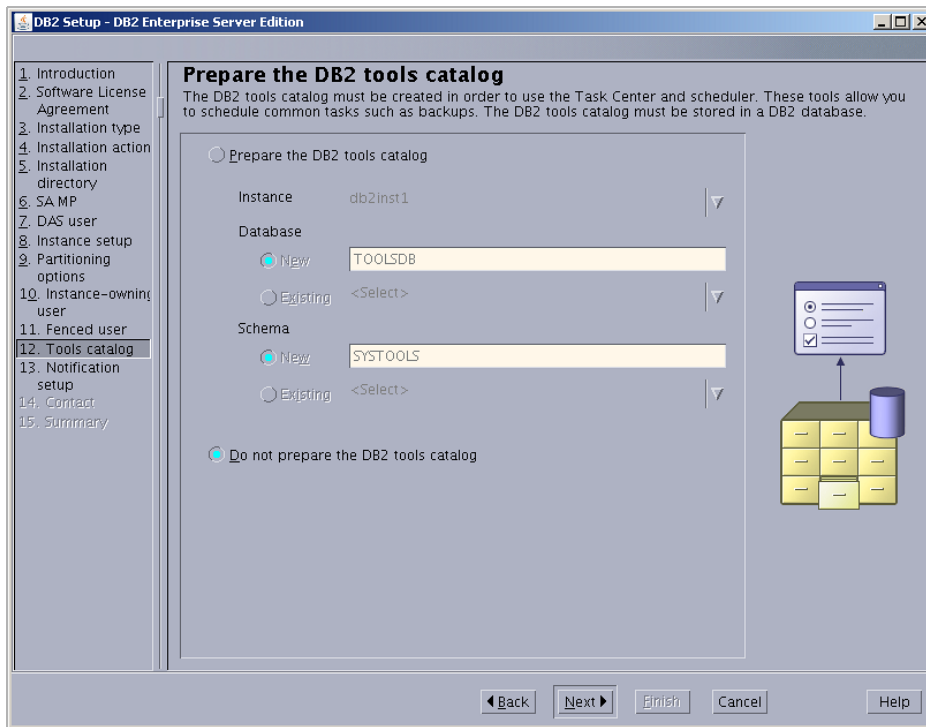 DB2 Setup - DB2 Enterprise Server Edition
1. Introduction
2. Software License
Agreement
3. Installation type
4. Installation action
5. Installation
directory
6. SA MP
7. DAS user
8. Instance setup
9. Partitioning
options
10. Instance-owning
user
11. Fenced user
12. Tools catalog
13. Notification
setup
14. Contact
15. Summary
Prepare the DB2 tools catalog
The DB2 tools catalog must be created in order to use the Task Center and scheduler. These tools allow you
to schedule common tasks such as backups. The DB2 tools catalog must be stored in a DB2 database.
Prepare the DB2 tools catalog
Instance db2inst1
Database
New TOOLSDB
Existing <Select>
Schema
New SYSTOOLS
Existing <Select>
Do not prepare the DB2 tools catalog
Back Next Finish Cancel Help